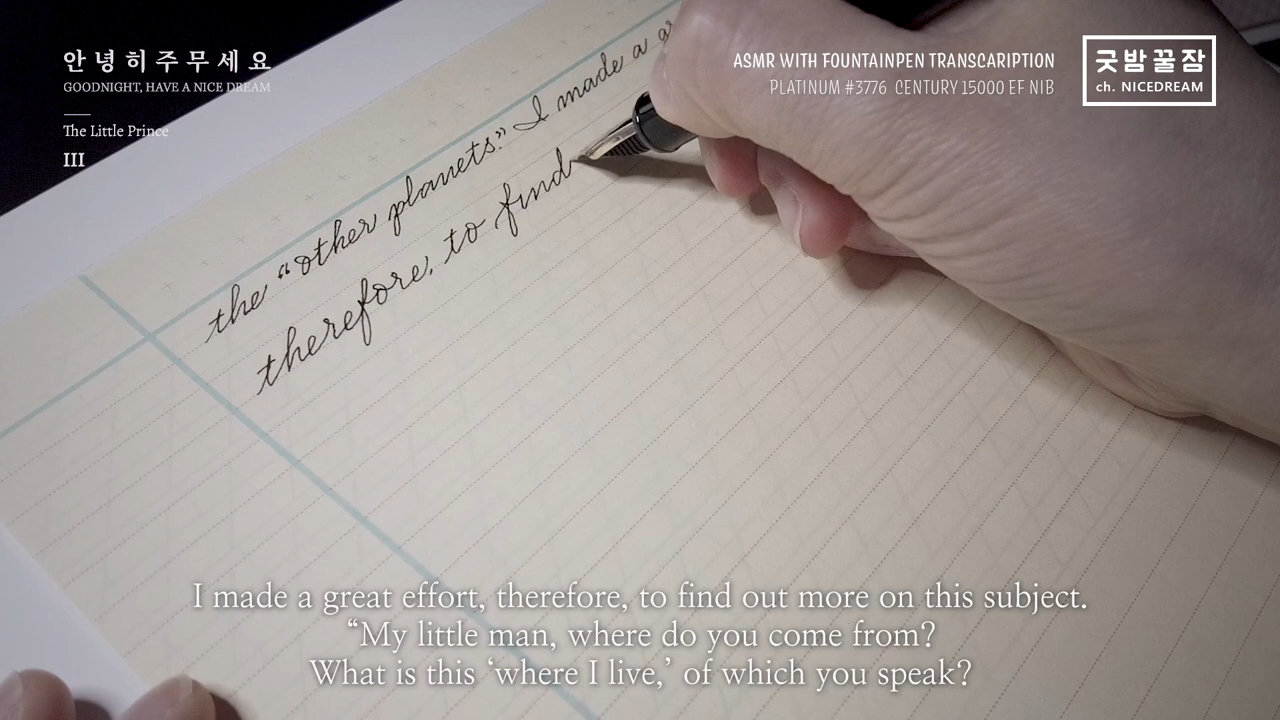 안녕히주무세요
GOODNIGHT, HAVE A NICE DREAM
The Little Prince
III
ASMR WITH FOUNTAINPEN TRANSCARIPTION
PLATINUM #3776 CENTURY 15000 EF NIB
굿밤꿀잠
ch. NICEDREAM
the “other planets.” I made a gr
therefore, to find
I made a great effort, therefore, to find out more on this subject.
“My little man, where do you come from?
What is this ‘where I live,’ of which you speak?